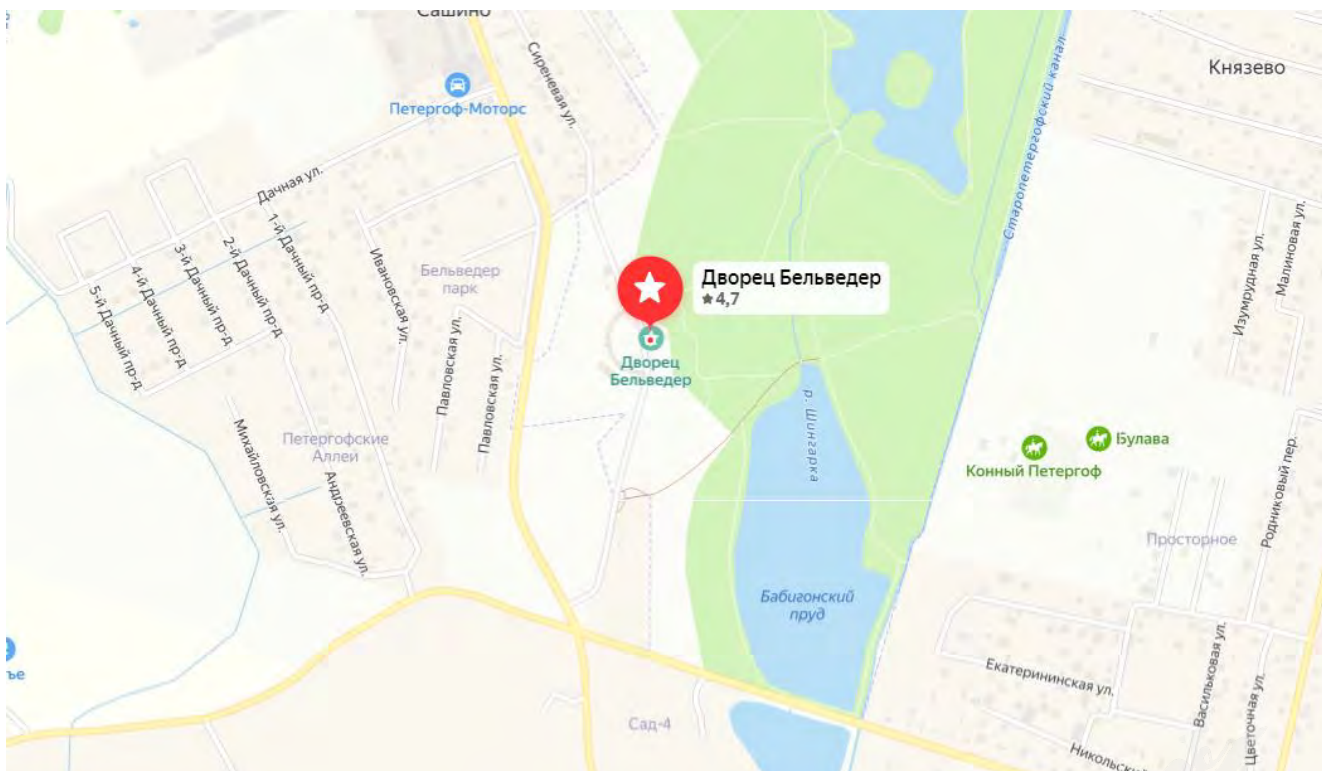 Сашино
Князево
Петергоф-Моторс
Сиреневая ул.
Старопетергофский канал
Дачная ул.
1-й Дачный пр-д
2-й Дачный пр-д
3-й Дачный пр-д
4-й Дачный пр-д
5-й Дачный пр-д
Ивановская ул.
Бельведер
парк
Дворец Бельведер
4,7
Дворец
Бельведер
Изумрудная ул.
Малиновая ул.
Павловская ул.
Павловская ул.
Михайловская ул.
Петергофские
Аллеи
Андреевская ул.
р. Шингарка
Конный Петергоф
Булава
Родниковый пер.
Просторное
Бабигонский
пруд
Екатерининская ул.
Васильковая ул.
Цветочная ул.
Сад-4
ье